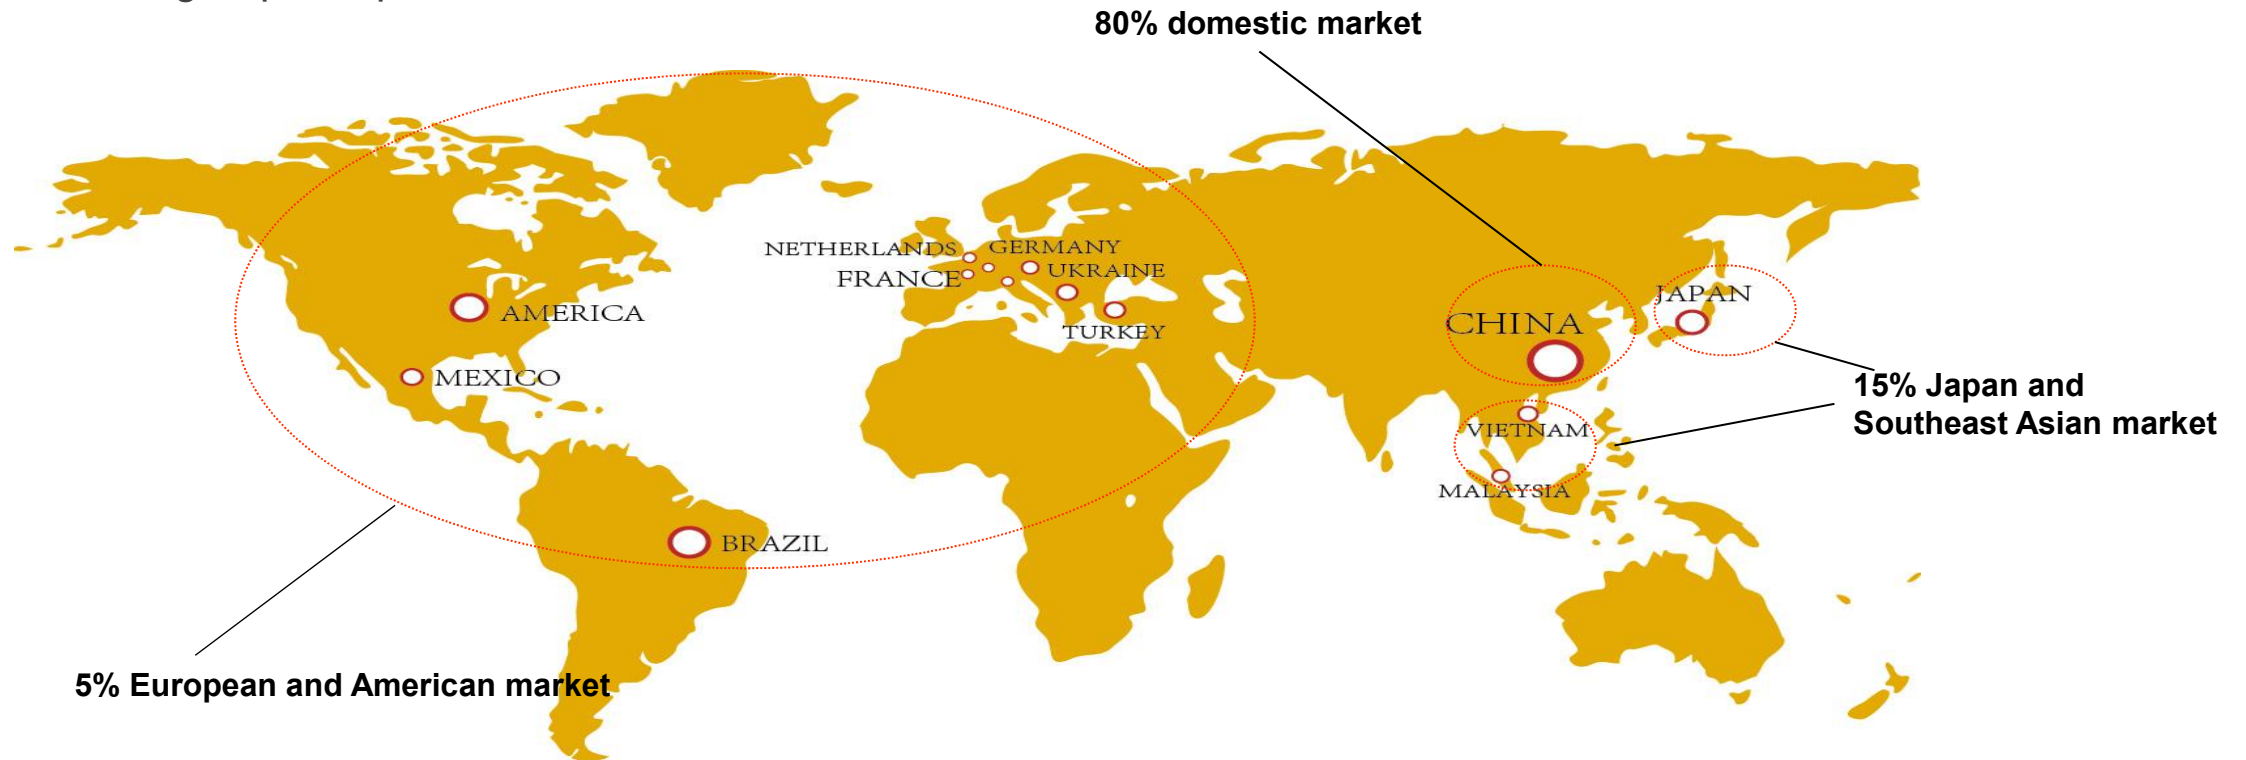 80% domestic market
NETHERLANDS
GERMANY
FRANCE
UKRAINE
AMERICA
TURKEY
JAPAN
CHINA
MEXICO
15% Japan and
Southeast Asian market
VIETNAM
MALAYSIA
BRAZIL
5% European and American market